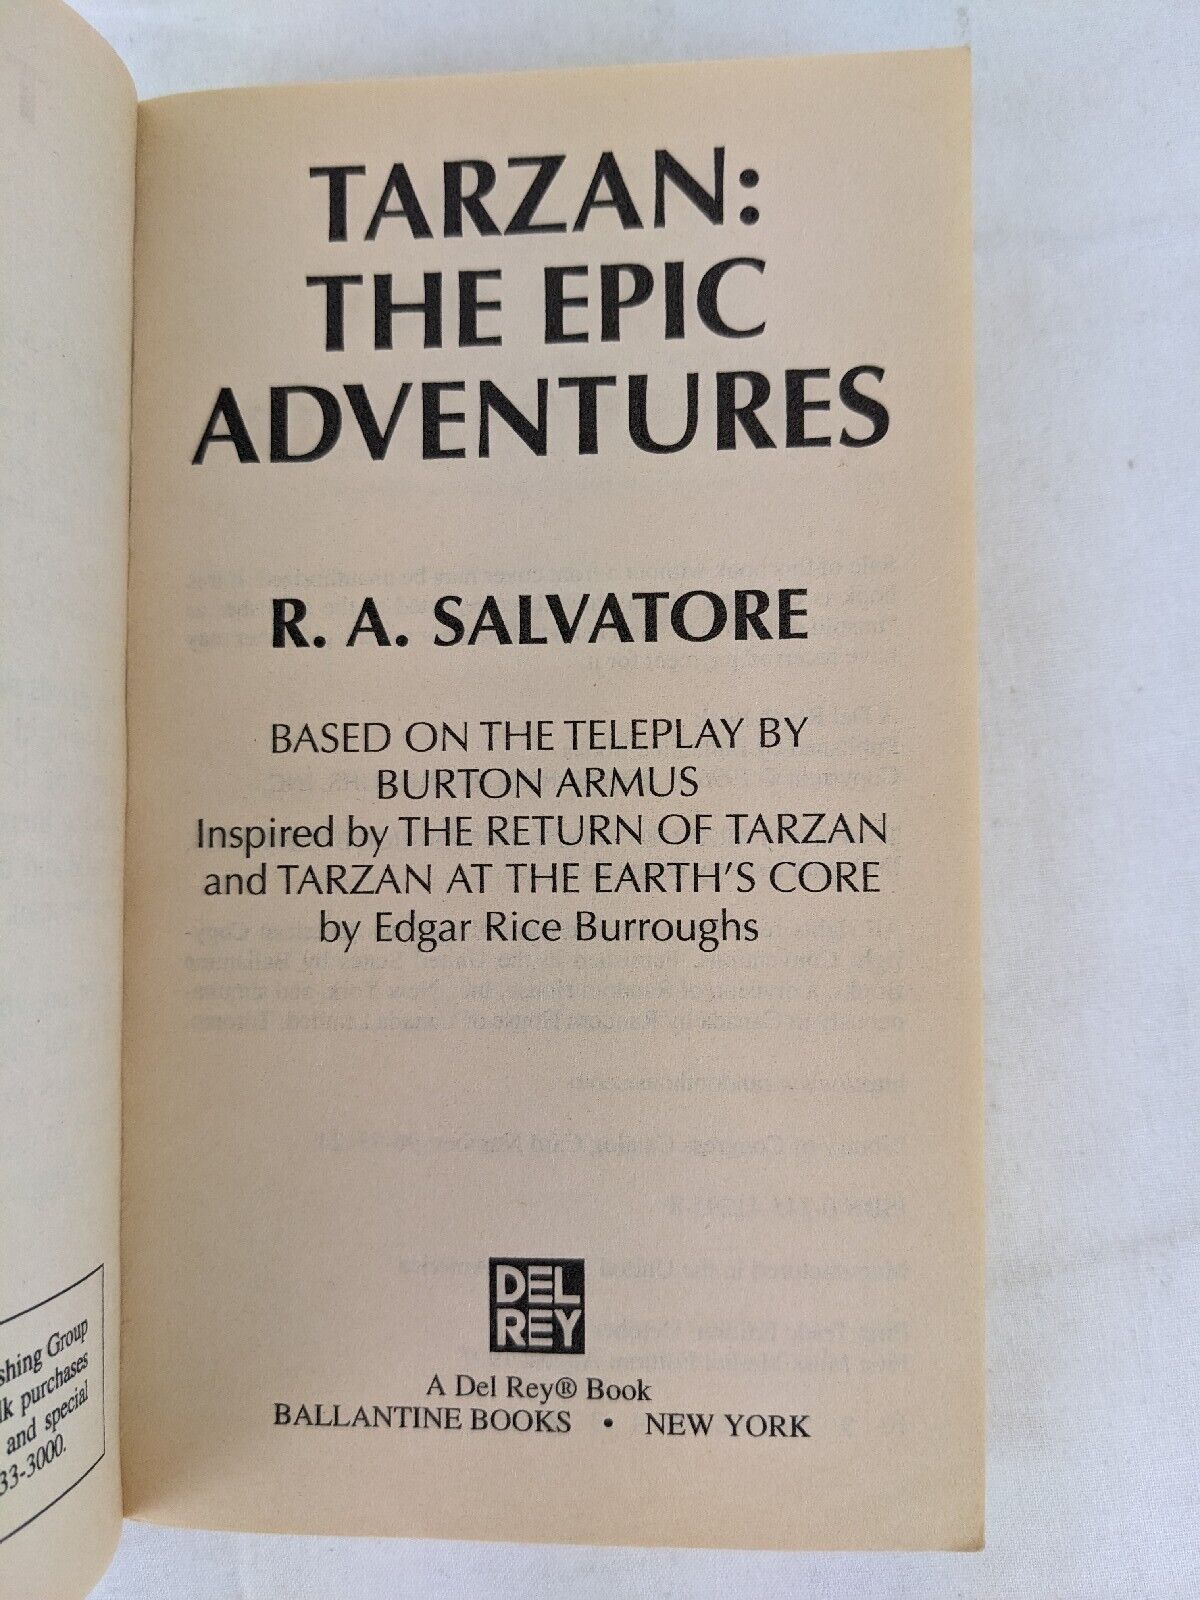 TARZAN:
THE EPIC
ADVENTURES
R. A. SALVATORE
BASED ON THE TELEPLAY BY
BURTON ARMUS
Inspired by THE RETURN OF TARZAN
and TARZAN AT THE EARTH'S CORE
by Edgar Rice Burroughs
DEL
REY
A Del Rey® Book
BALLANTINE BOOKS • NEW YORK
shing Group
lk purchases
and special
33-3000.